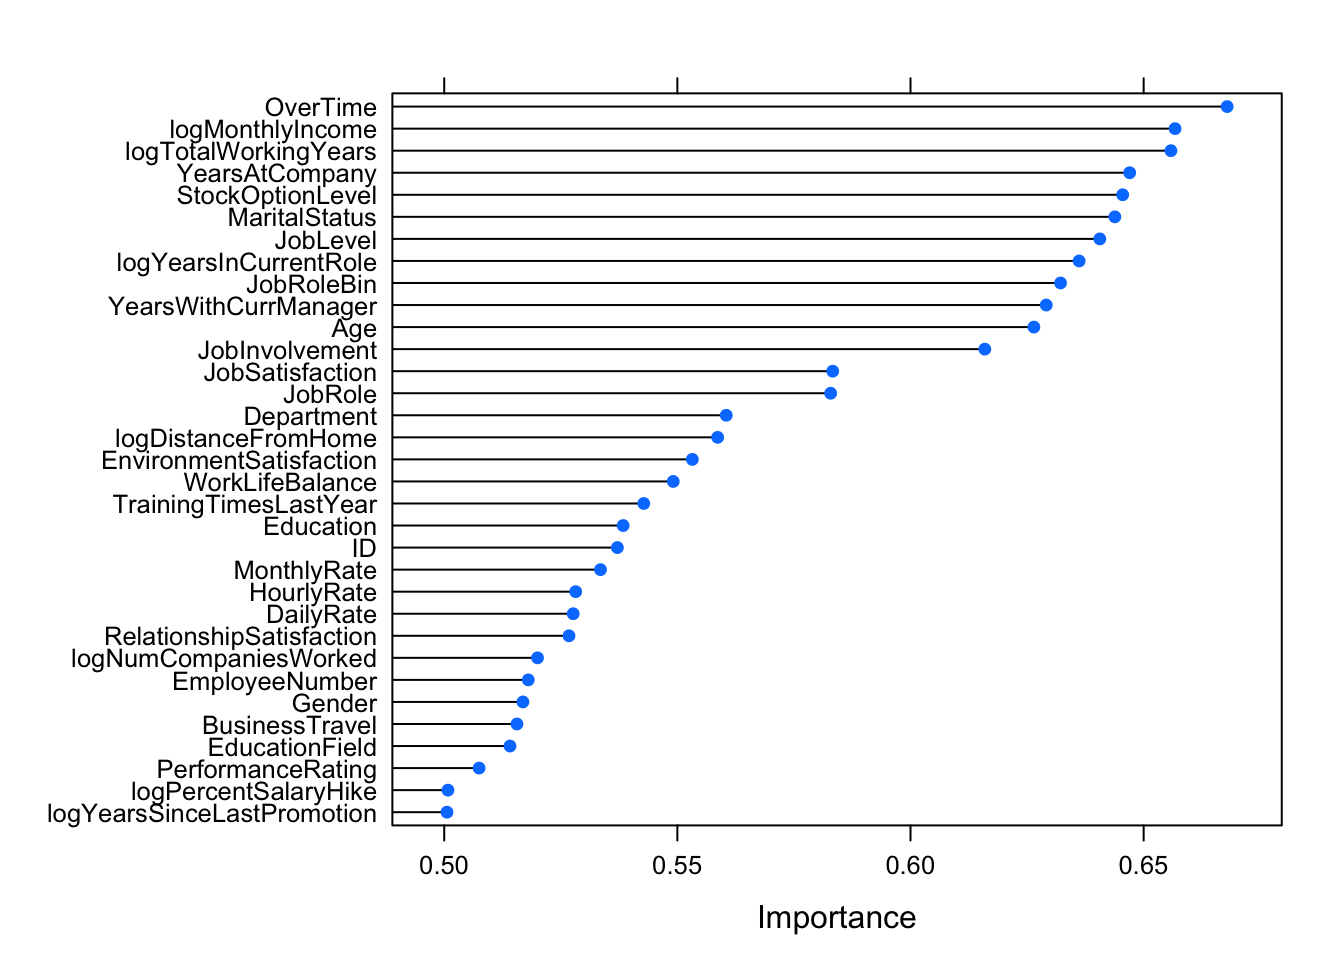 OverTime
logMonthlyIncome
logTotalWorkingYears
YearsAtCompany
StockOptionLevel
MaritalStatus
JobLevel
logYearsInCurrentRole
JobRoleBin
YearsWithCurrManager
Age
JobInvolvement
JobSatisfaction
JobRole
Department
logDistanceFromHome
EnvironmentSatisfaction
WorkLifeBalance
TrainingTimesLastYear
Education
ID
MonthlyRate
HourlyRate
DailyRate
RelationshipSatisfaction
logNumCompaniesWorked
EmployeeNumber
Gender
BusinessTravel
EducationField
PerformanceRating
logPercentSalaryHike
logYearsSinceLastPromotion
0.50 0.55 0.60 0.65
Importance